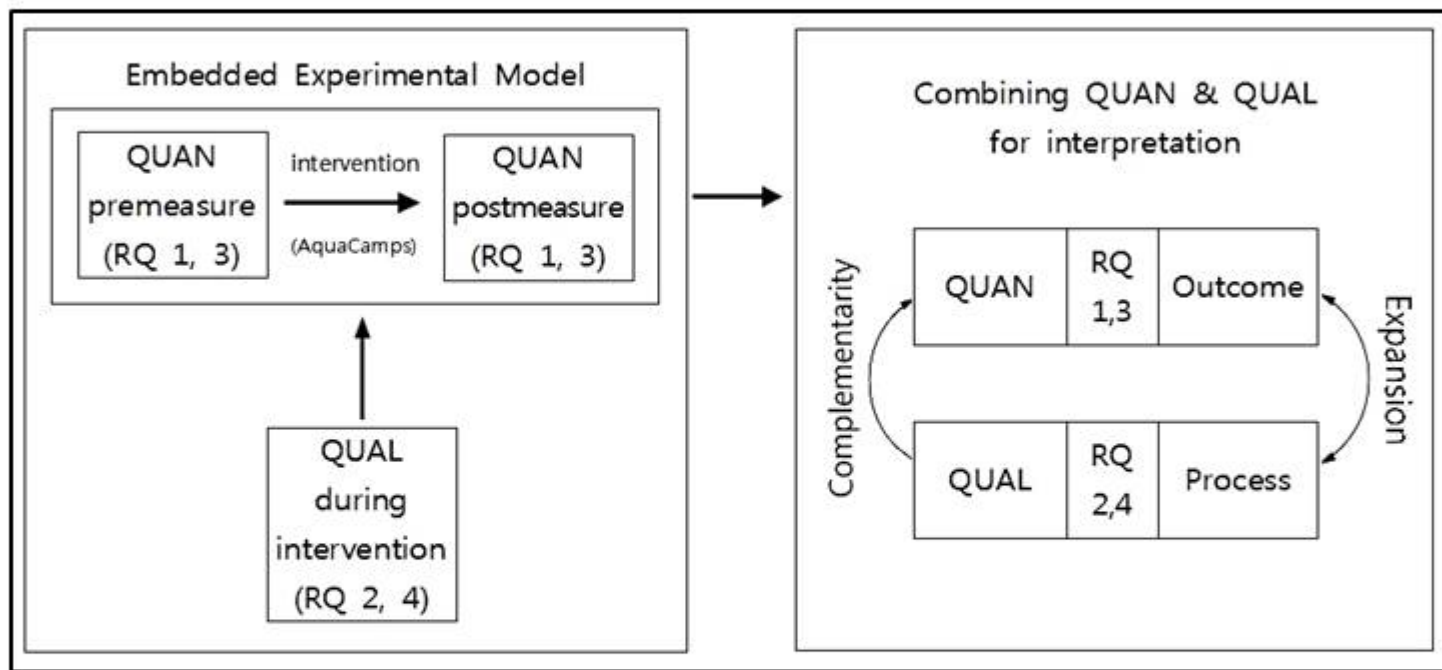 Embedded Experimental Model
QUAN
premeasure
(RQ 1, 3)
intervention
(AquaCamps)
QUAN
postmeasure
(RQ 1, 3)
QUAL
during
intervention
(RQ 2, 4)
Combining QUAN & QUAL
for interpretation
Complementarity
QUAN
RQ
1,3
Outcome
QUAL
RQ
2,4
Process
Expansion